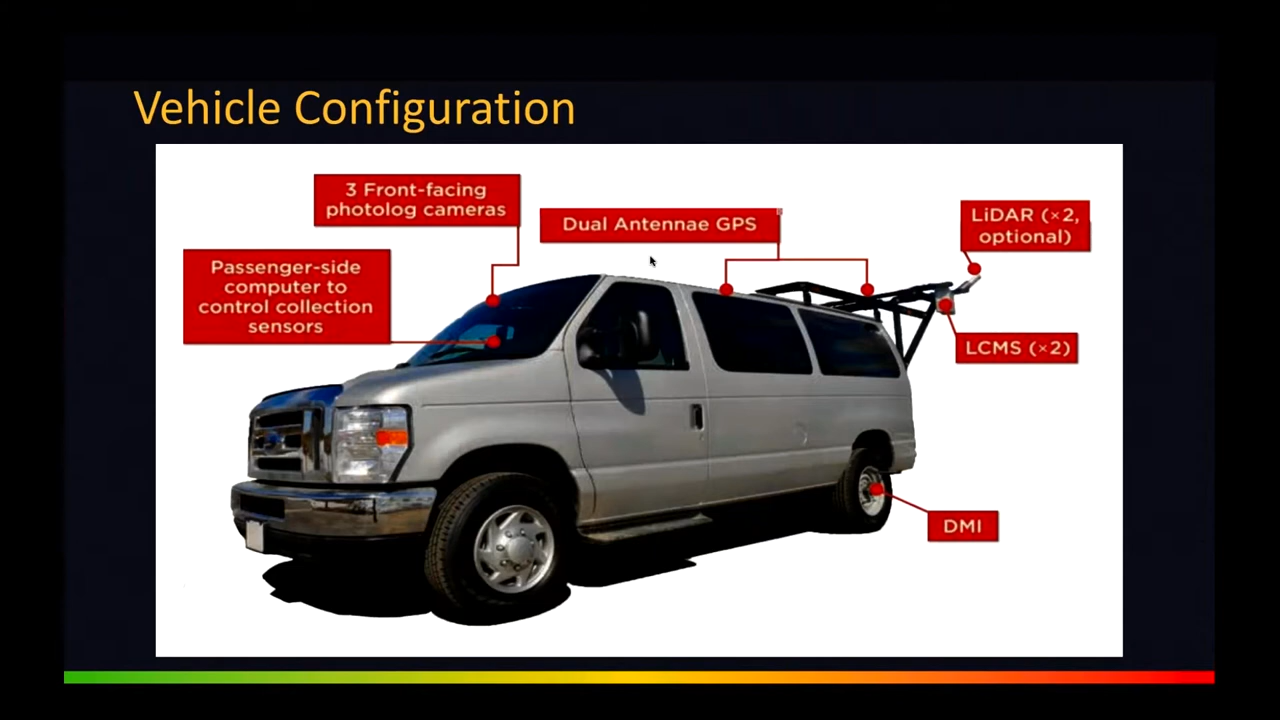 Vehicle Configuration
3 Front-facing
photolog cameras
Dual Antennae GPS
LiDAR (×2,
optional)
Passenger-side
computer to
control collection
sensors
LCMS (×2)
DMI